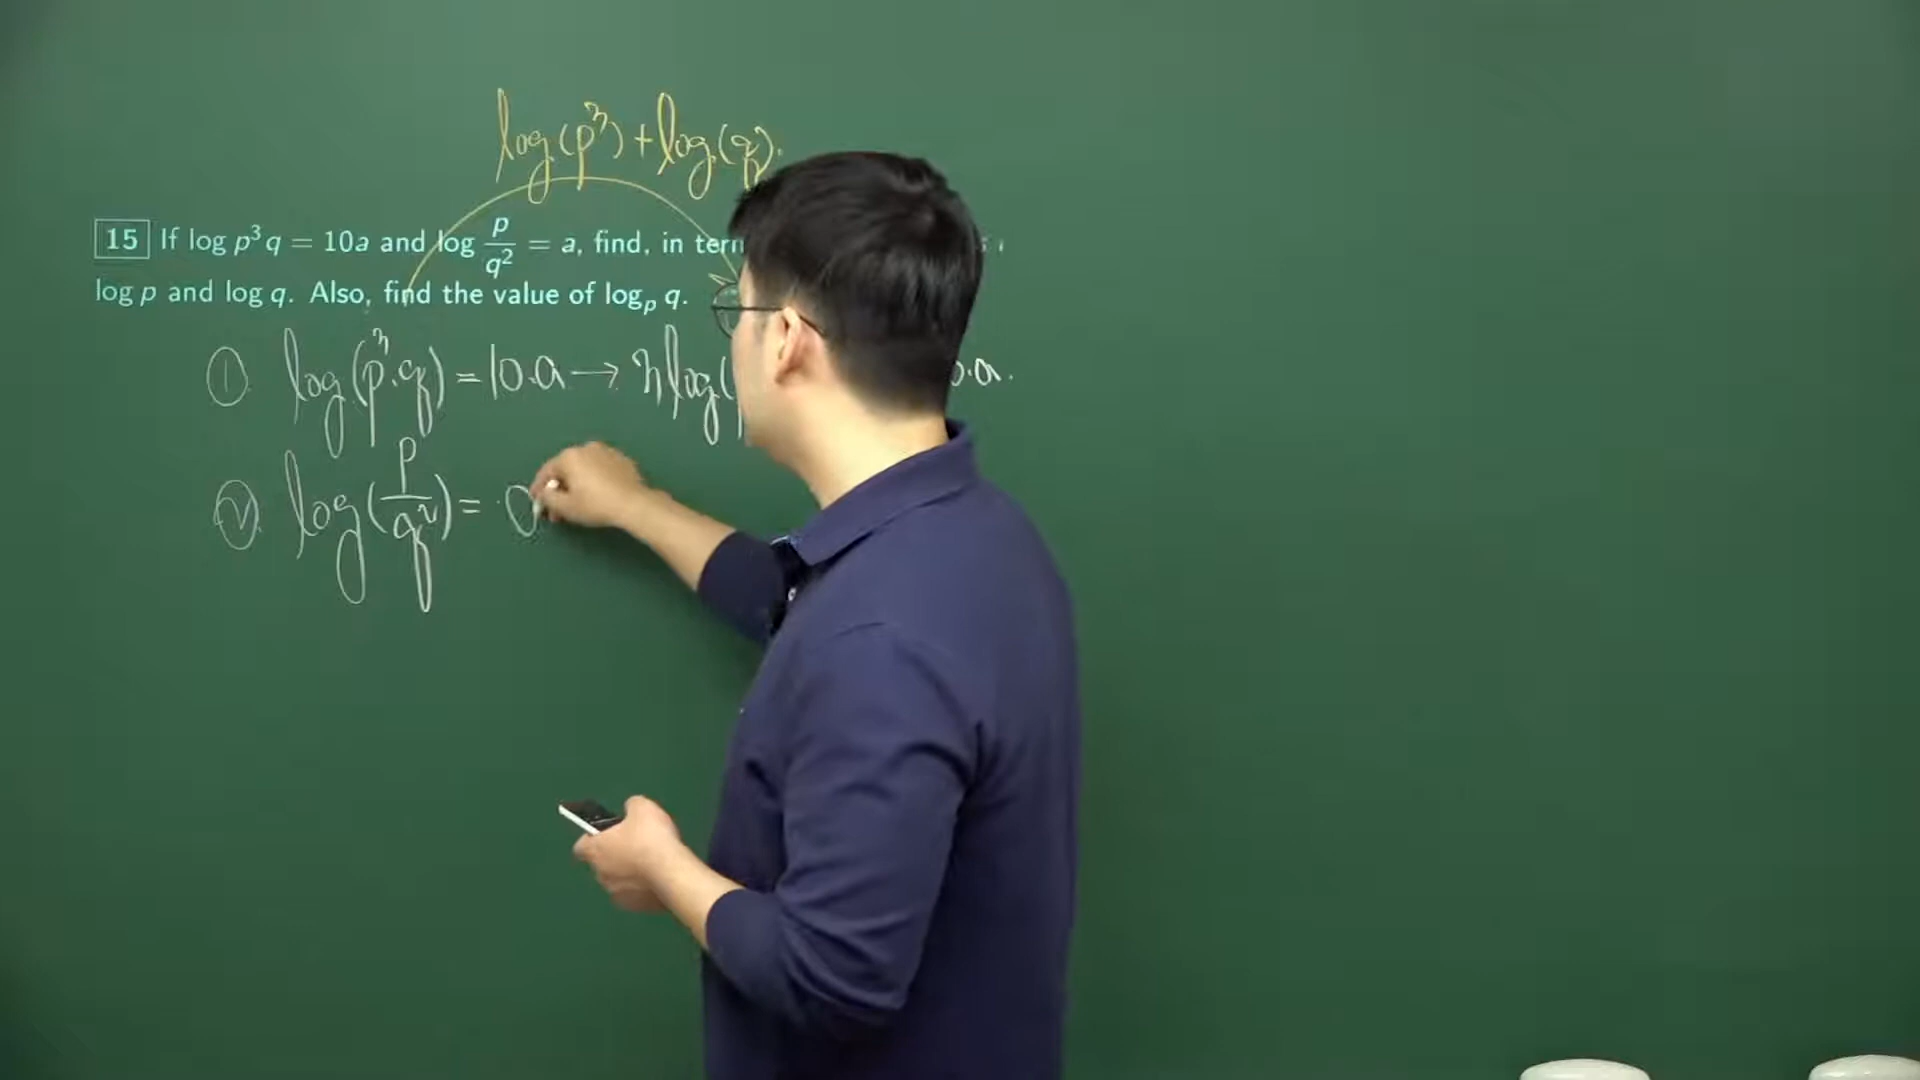 log(p³)+log(q).
15 If log p³q = 10a and log p/q² = a, find, in
log p and log q. Also, find the value of logₚ q.
① log(p³·q) = 10·a → 3log( 0·a.
② log(p/q²) =